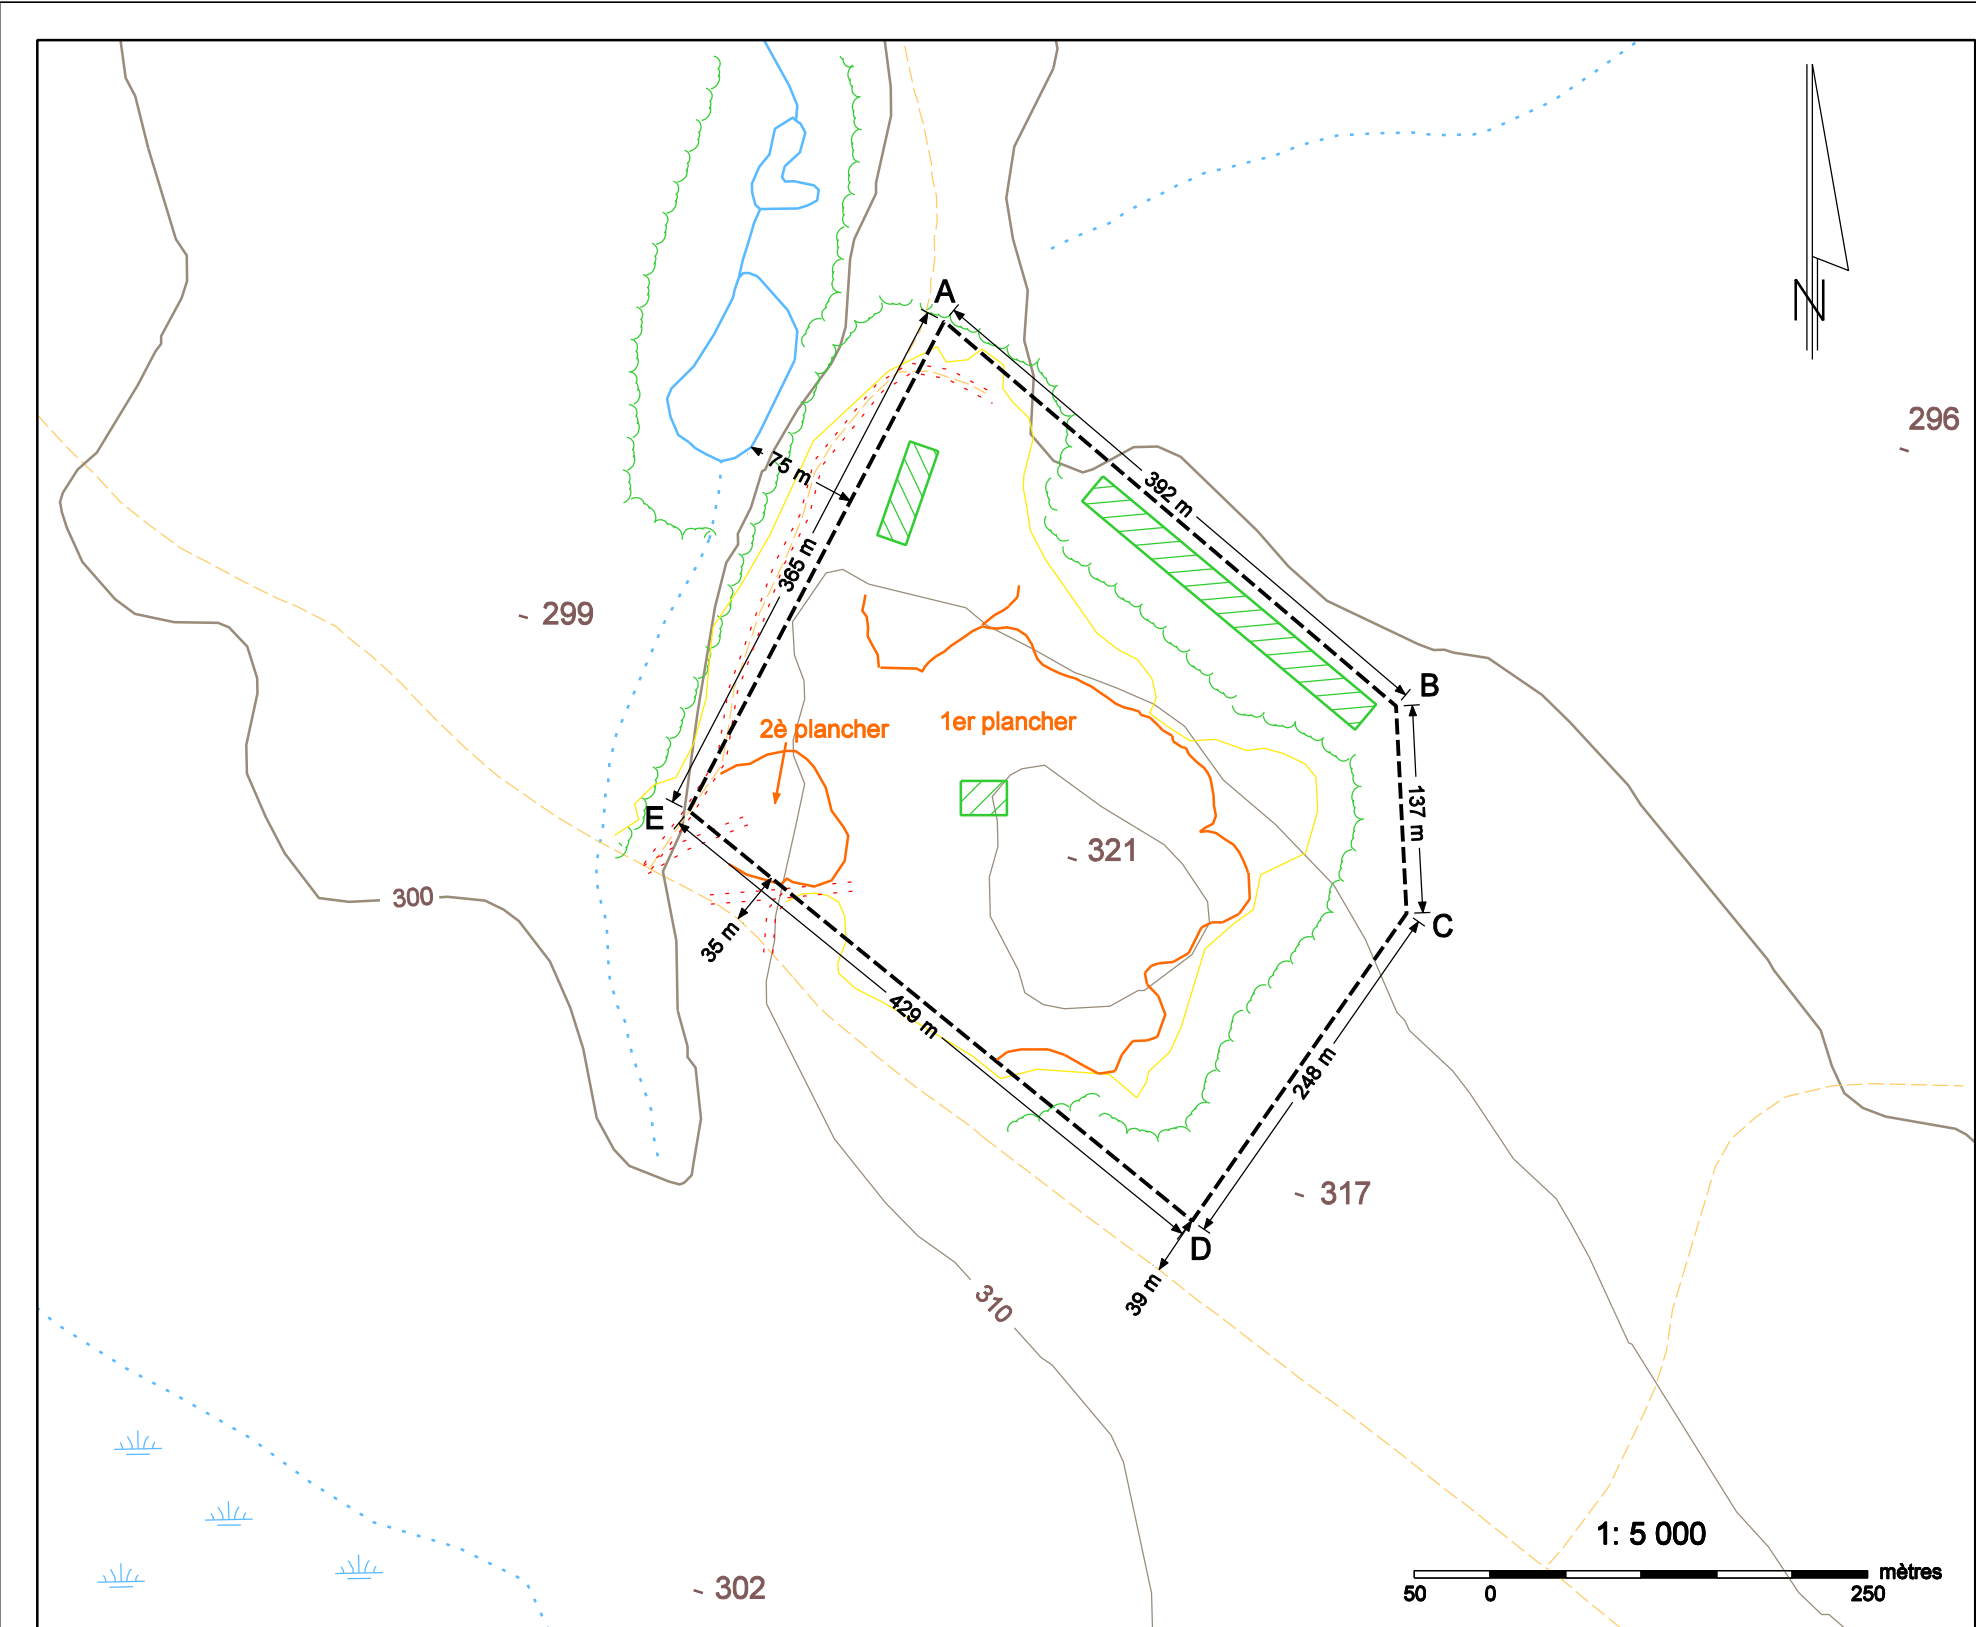 N
A
296
75 m
392 m
365 m
- 299
B
2è plancher
1er plancher
137 m
E
- 321
300
C
35 m
429 m
248 m
- 317
D
39 m
310
1: 5 000
mètres
50 0 250
- 302